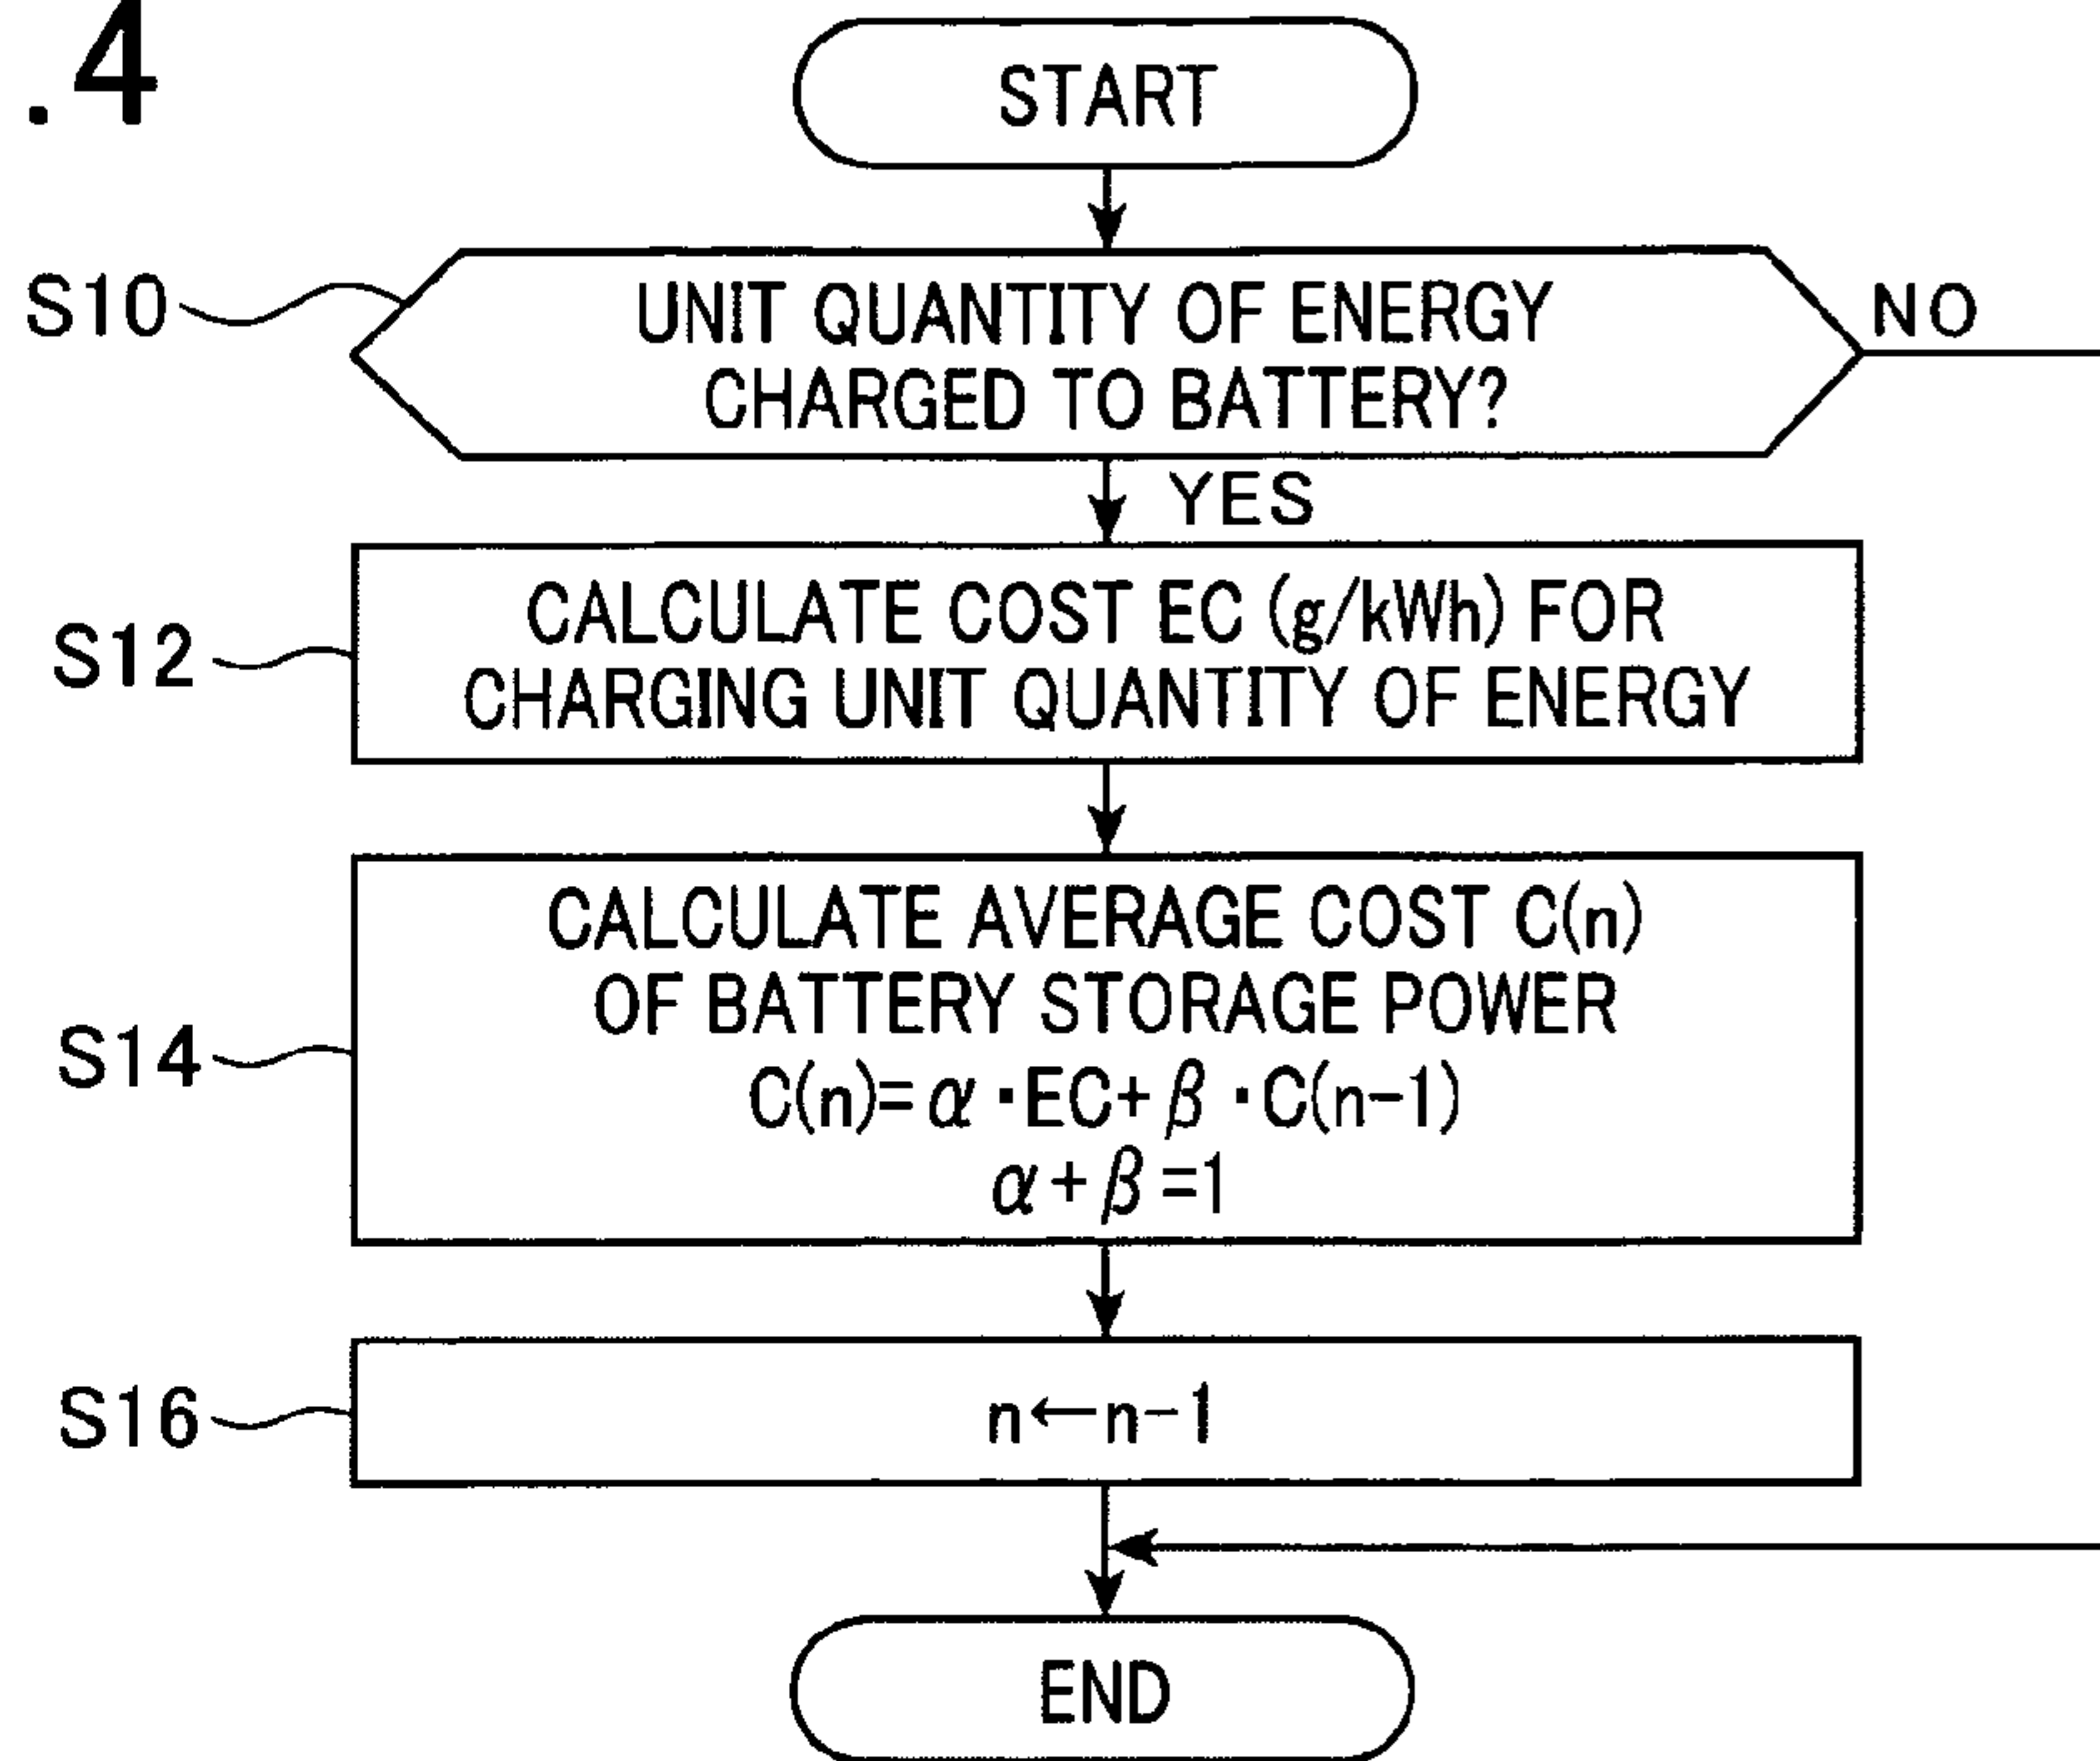 .4
START
S10
UNIT QUANTITY OF ENERGY
CHARGED TO BATTERY?
NO
YES
S12
CALCULATE COST EC (g/kWh) FOR
CHARGING UNIT QUANTITY OF ENERGY
S14
CALCULATE AVERAGE COST C(n)
OF BATTERY STORAGE POWER
C(n)=α・EC+β・C(n-1)
α+β=1
S16
n←n-1
END